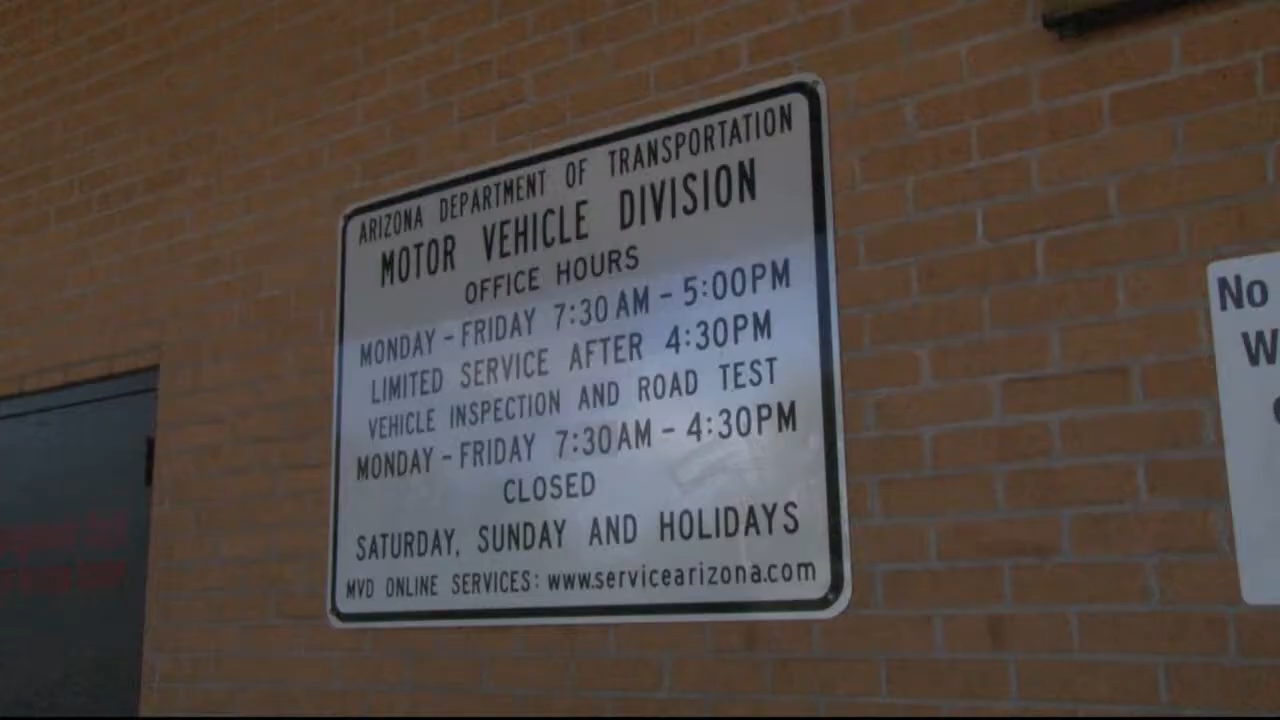 ARIZONA DEPARTMENT OF TRANSPORTATION
MOTOR VEHICLE DIVISION
OFFICE HOURS
MONDAY - FRIDAY 7:30 AM - 5:00PM
LIMITED SERVICE AFTER 4:30PM
VEHICLE INSPECTION AND ROAD TEST
MONDAY - FRIDAY 7:30AM - 4:30PM
CLOSED
SATURDAY, SUNDAY AND HOLIDAYS
MVD ONLINE SERVICES: www.servicearizona.com
No